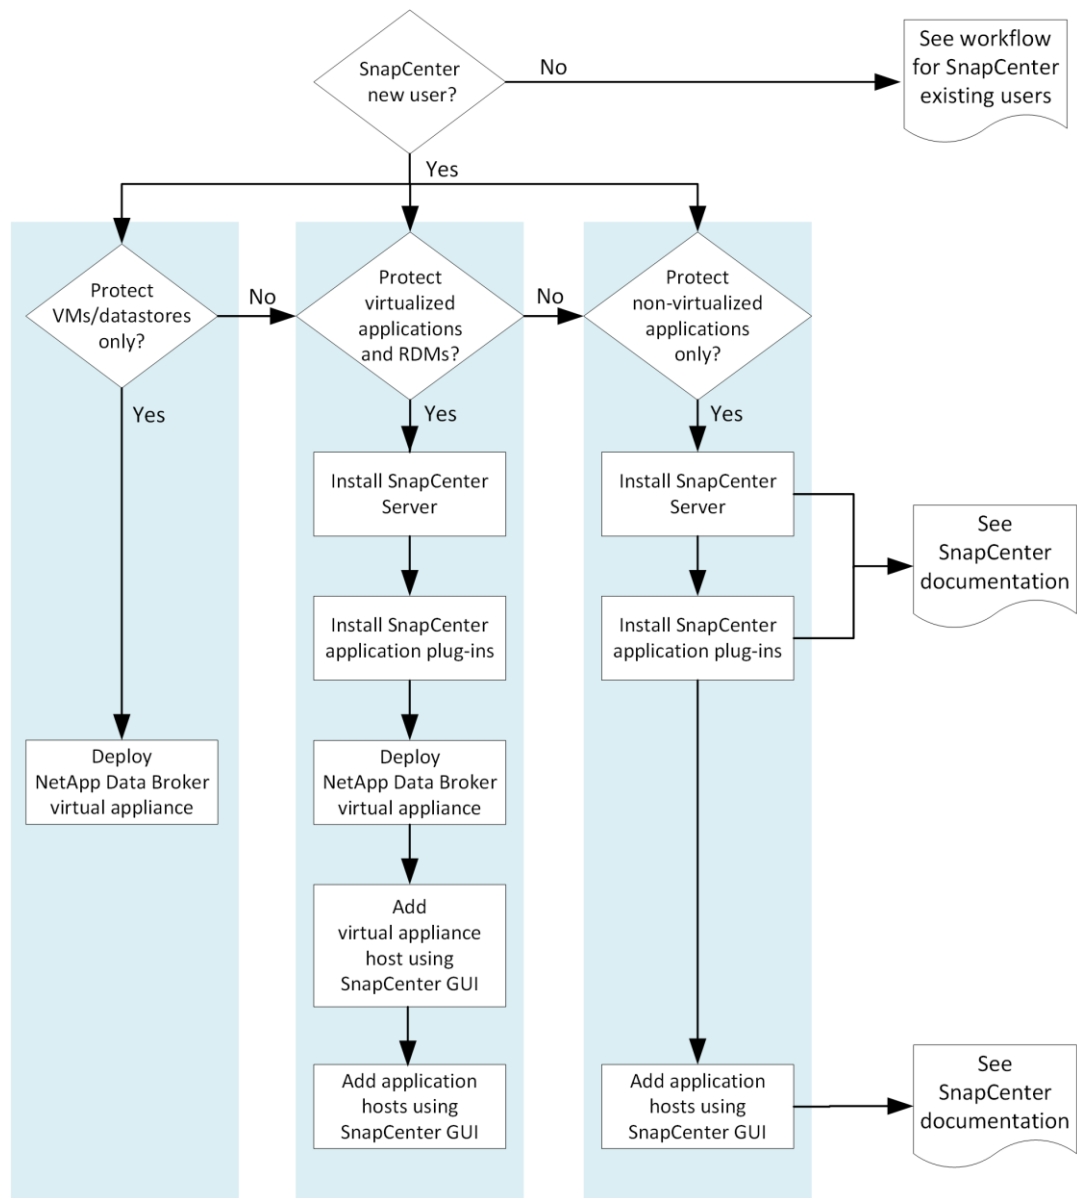 SnapCenter
new user?
No
See workflow
for SnapCenter
existing users
Yes
Protect
VMs/datastores
only?
No
Protect
virtualized
applications
and RDMs?
No
Protect
non-virtualized
applications
only?
Yes
Yes
Yes
Install SnapCenter
Server
Install SnapCenter
Server
See
SnapCenter
documentation
Install SnapCenter
application plug-ins
Install SnapCenter
application plug-ins
Deploy
NetApp Data Broker
virtual appliance
Deploy
NetApp Data Broker
virtual appliance
Add
virtual appliance
host using
SnapCenter GUI
Add application
hosts using
SnapCenter GUI
Add application
hosts using
SnapCenter GUI
See
SnapCenter
documentation